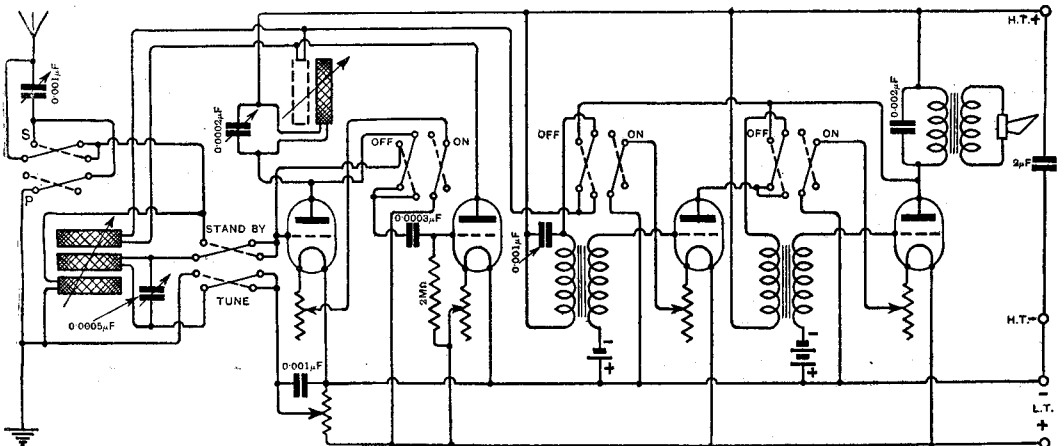 H.T.+
0·001μF
S
P
0·0002μF
OFF
ON
0·0003μF
2MΩ
OFF
ON
0·001μF
OFF
ON
0·002μF
2μF
STAND BY
TUNE
0·0005μF
0·001μF
-
+
-
+
H.T.-
-
L.T.
+